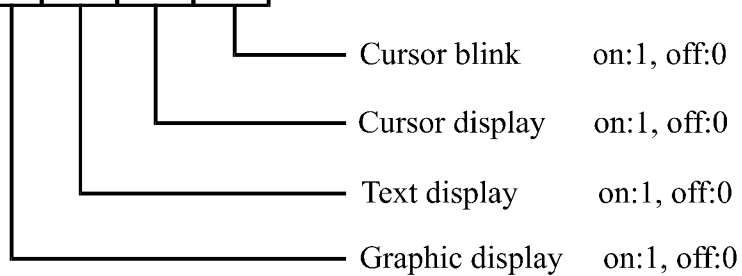 Cursor blink on:1, off:0
Cursor display on:1, off:0
Text display on:1, off:0
Graphic display on:1, off:0